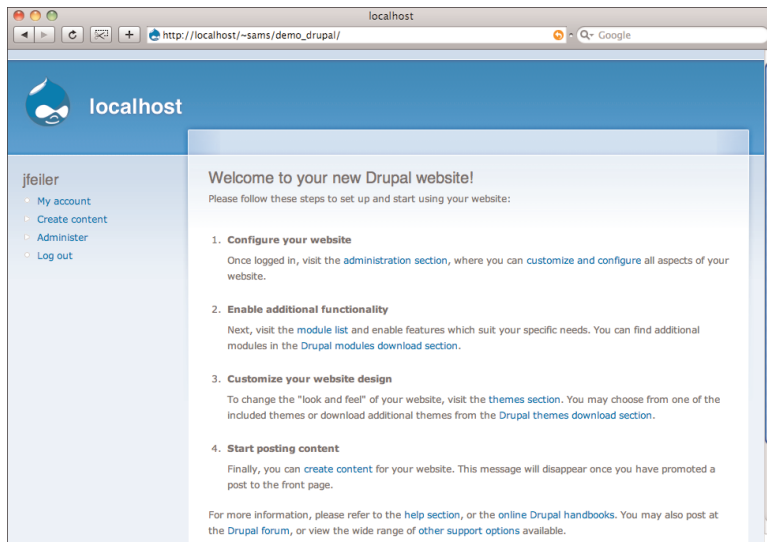 localhost
http://localhost/~sams/demo_drupal/
Google
localhost
jfeiler
My account
Create content
Administer
Log out
Welcome to your new Drupal website!
Please follow these steps to set up and start using your website:
1. Configure your website
Once logged in, visit the administration section, where you can customize and configure all aspects of your
website.
2. Enable additional functionality
Next, visit the module list and enable features which suit your specific needs. You can find additional
modules in the Drupal modules download section.
3. Customize your website design
To change the "look and feel" of your website, visit the themes section. You may choose from one of the
included themes or download additional themes from the Drupal themes download section.
4. Start posting content
Finally, you can create content for your website. This message will disappear once you have promoted a
post to the front page.
For more information, please refer to the help section, or the online Drupal handbooks. You may also post at
the Drupal forum, or view the wide range of other support options available.